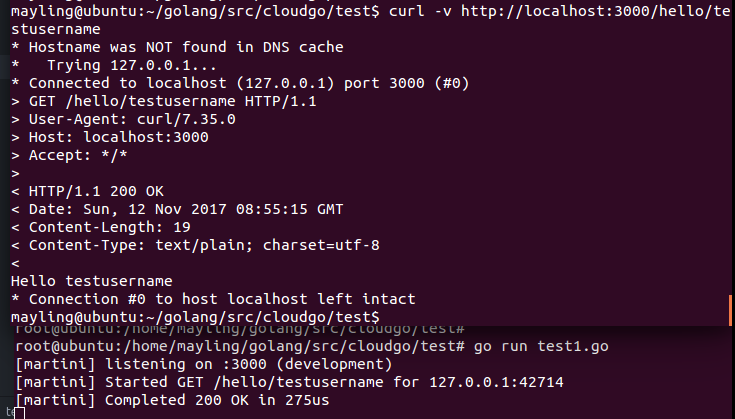 mayling@ubuntu:~/golang/src/cloudgo/test$ curl -v http://localhost:3000/hello/te
stusername
* Hostname was NOT found in DNS cache
*   Trying 127.0.0.1...
* Connected to localhost (127.0.0.1) port 3000 (#0)
> GET /hello/testusername HTTP/1.1
> User-Agent: curl/7.35.0
> Host: localhost:3000
> Accept: */*
>
< HTTP/1.1 200 OK
< Date: Sun, 12 Nov 2017 08:55:15 GMT
< Content-Length: 19
< Content-Type: text/plain; charset=utf-8
<
Hello testusername
* Connection #0 to host localhost left intact
mayling@ubuntu:~/golang/src/cloudgo/test$
root@ubuntu:/home/mayling/golang/src/cloudgo/test#
root@ubuntu:/home/mayling/golang/src/cloudgo/test# go run test1.go
[martini] listening on :3000 (development)
[martini] Started GET /hello/testusername for 127.0.0.1:42714
[martini] Completed 200 OK in 275us